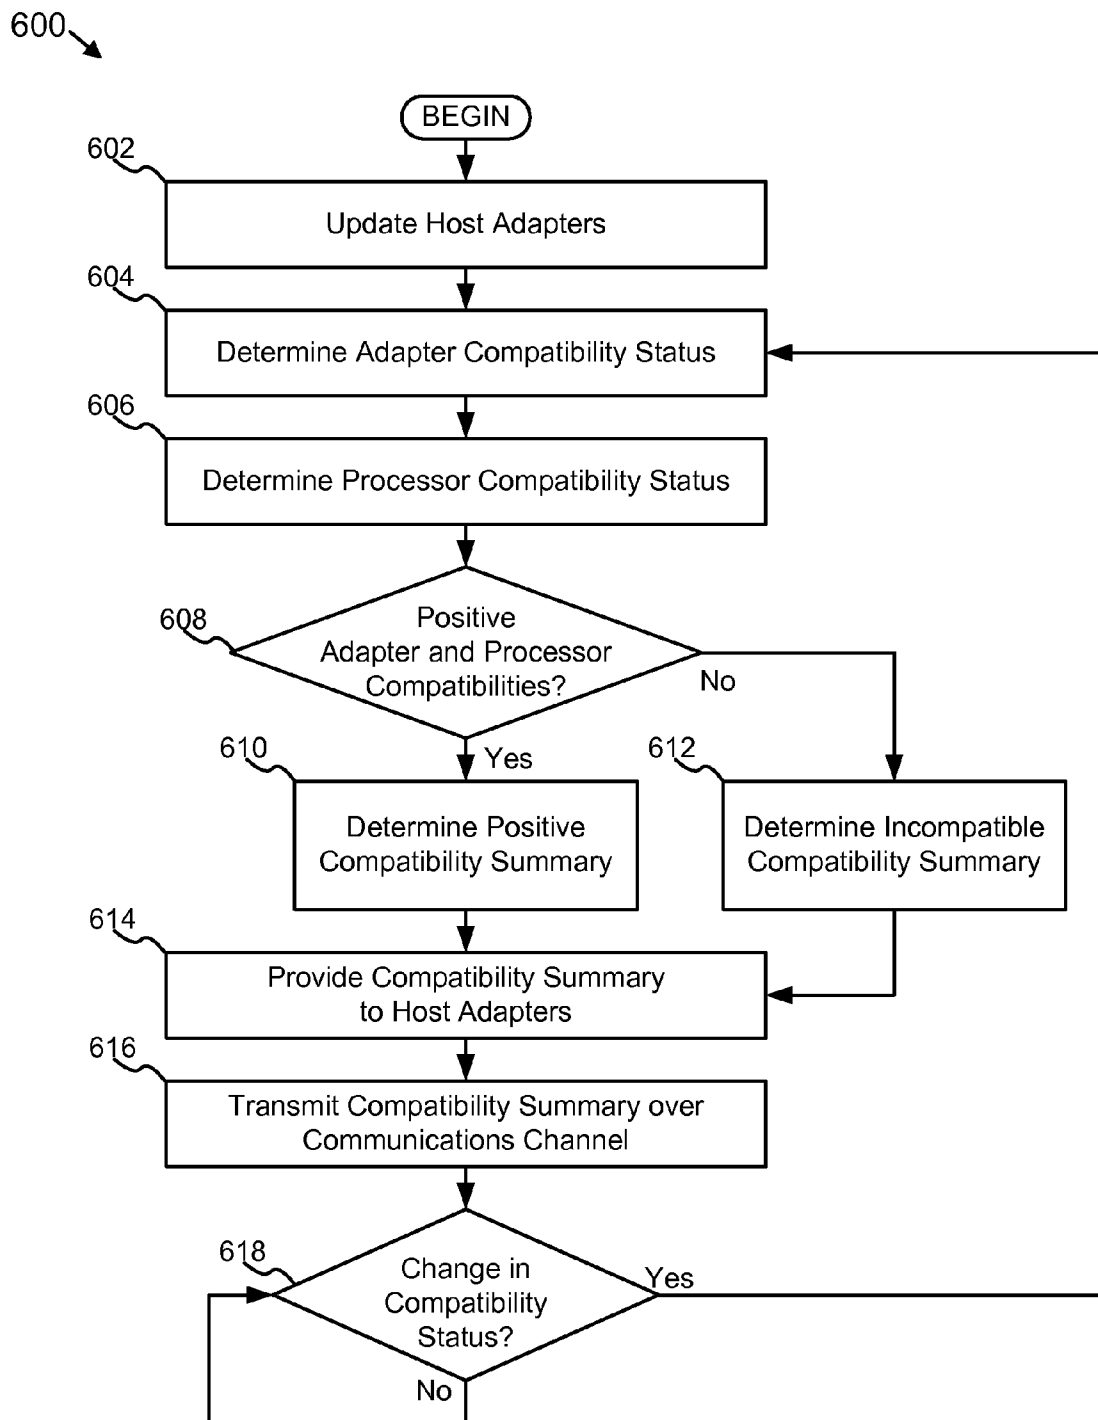 600
BEGIN
602
Update Host Adapters
604
Determine Adapter Compatibility Status
606
Determine Processor Compatibility Status
608
Positive
Adapter and Processor
Compatibilities?
No
Yes
610
Determine Positive
Compatibility Summary
612
Determine Incompatible
Compatibility Summary
614
Provide Compatibility Summary
to Host Adapters
616
Transmit Compatibility Summary over
Communications Channel
618
Change in
Compatibility
Status?
Yes
No